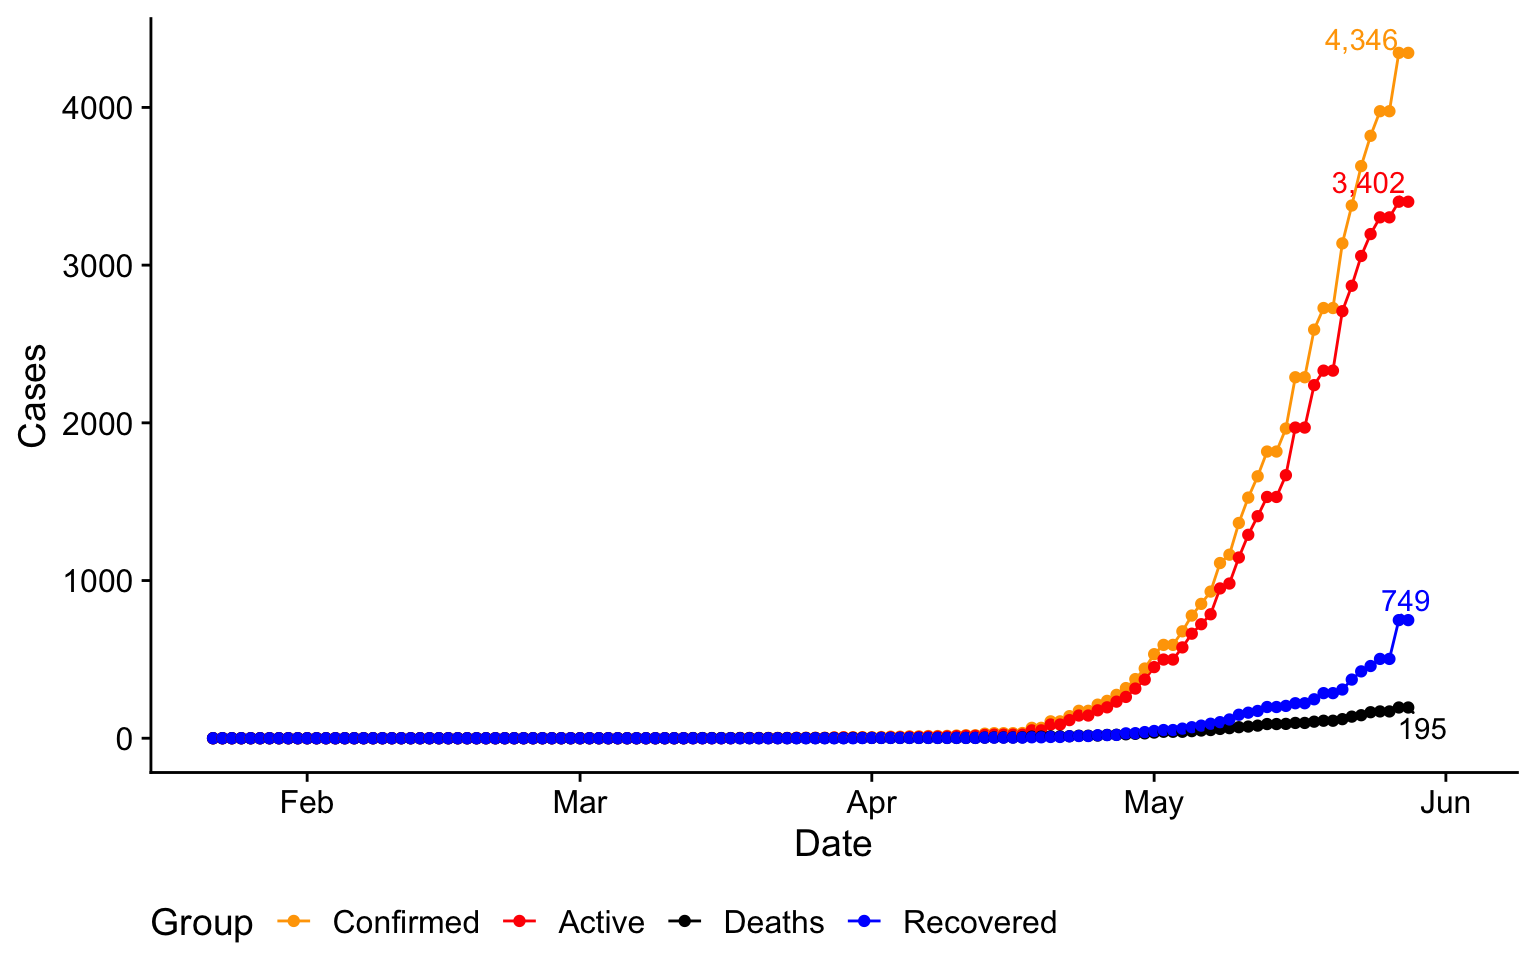 4,346
4000
3,402
3000
Cases
2000
1000
749
0
195
Feb Mar Apr May Jun
Date
Group Confirmed Active Deaths Recovered